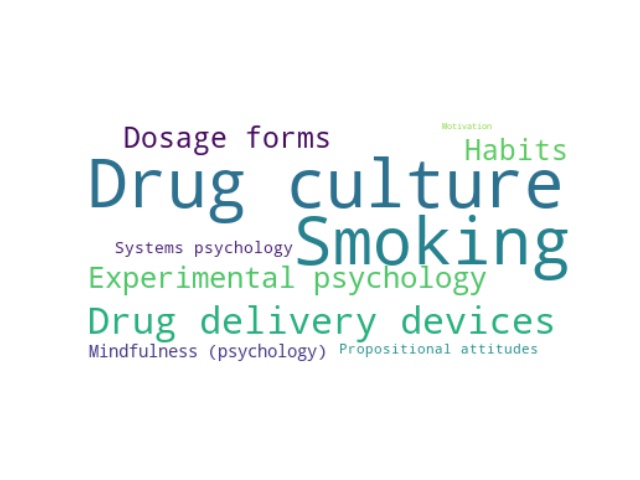 Motivation
Dosage forms
Habits
Drug culture
Smoking
Systems psychology
Experimental psychology
Drug delivery devices
Mindfulness (psychology)
Propositional attitudes